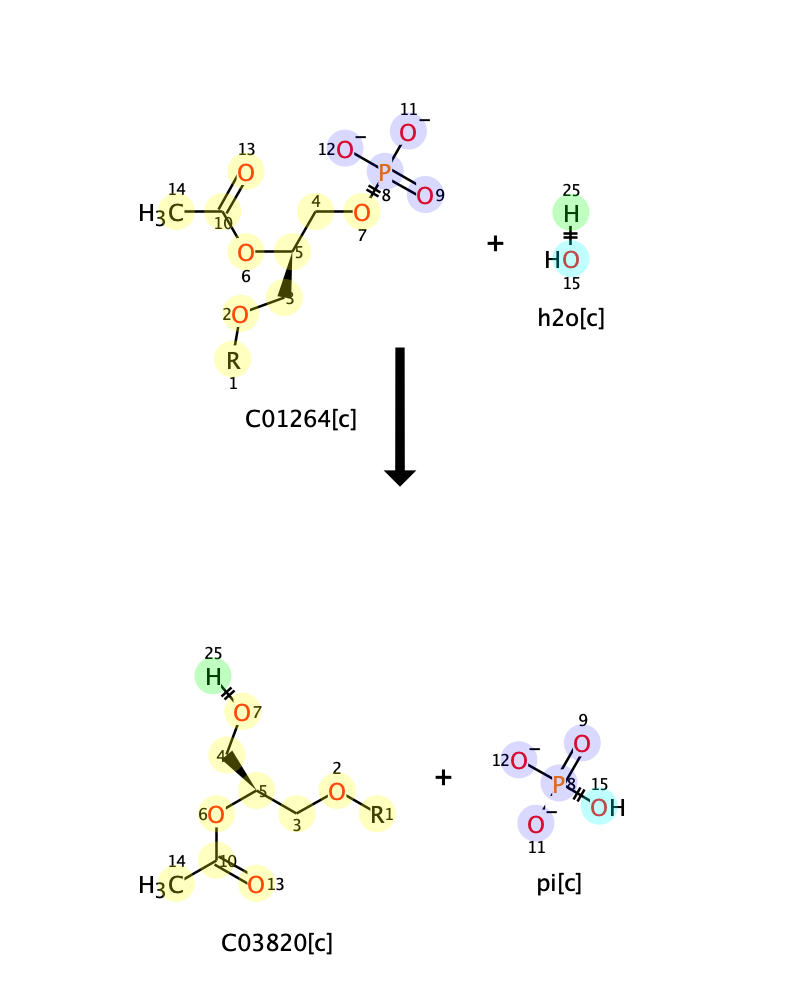 11
O−
12 O−
13
O
P
8
O 9
14
H3C
10
4
O
7
25
H
+
O
6
5
HO
15
2 O
3
h2o[c]
R
1
C01264[c]
25
H
O 7
9
O
12 O−
4
2
O
+
P
8
15
OH
5
6 O
3
R 1
O−
11
14
H3C
10
O 13
pi[c]
C03820[c]